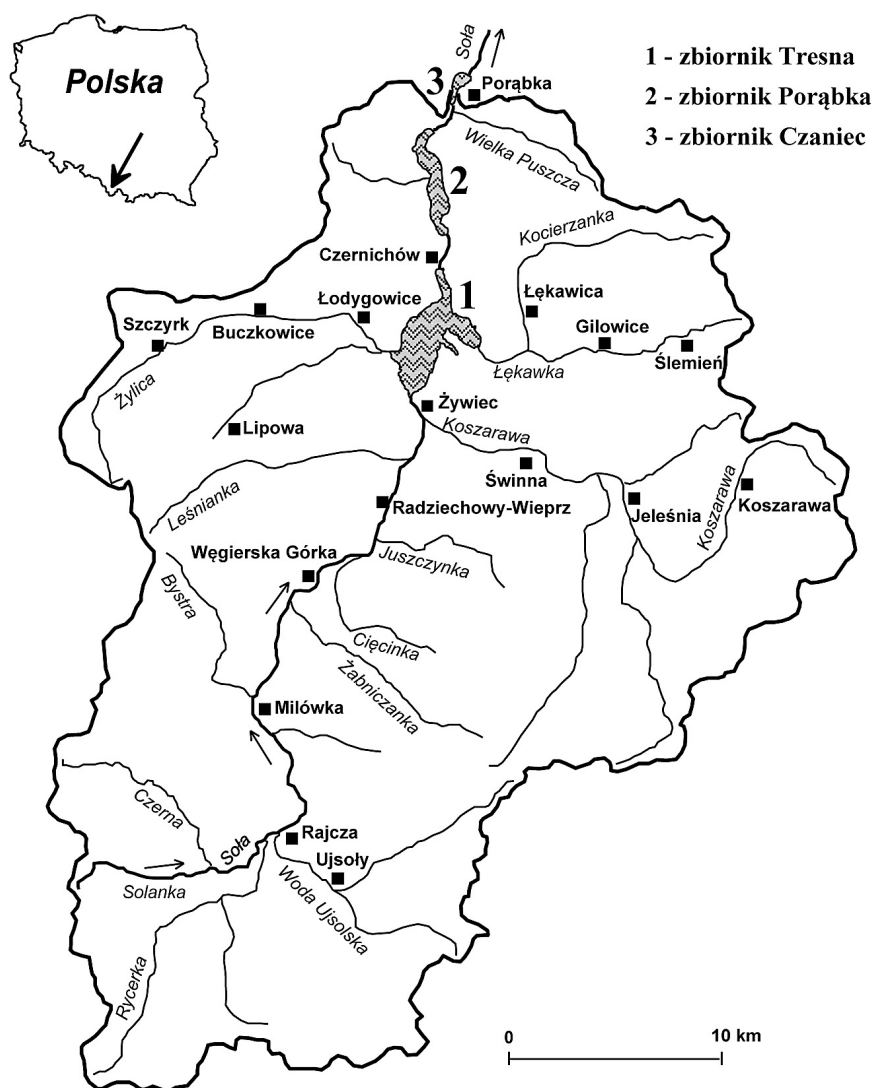 Polska
Soła
3
Porąbka
1 - zbiornik Tresna
2 - zbiornik Porąbka
3 - zbiornik Czaniec
Wielka Puszcza
2
Kocierzanka
Czernichów
1
Łodygowice
Łękawica
Szczyrk
Buczkowice
Gilowice
Ślemień
Łękawka
Żylica
Żywiec
Koszarawa
Lipowa
Świnna
Leśnianka
Radziechowy-Wieprz
Jeleśnia
Koszarawa
Koszarawa
Węgierska Górka
Juszczynka
Bystra
Cięcinka
Żabniczanka
Milówka
Czerna
Soła
Rajcza
Ujsoły
Solanka
Woda Ujsolska
Rycerka
0 10 km